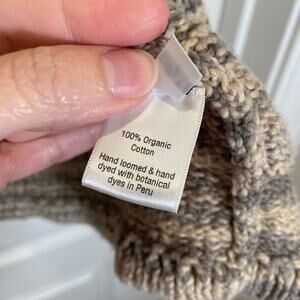 100% Organic
Cotton
Hand loomed & hand
dyed with botanical
dyes in Peru